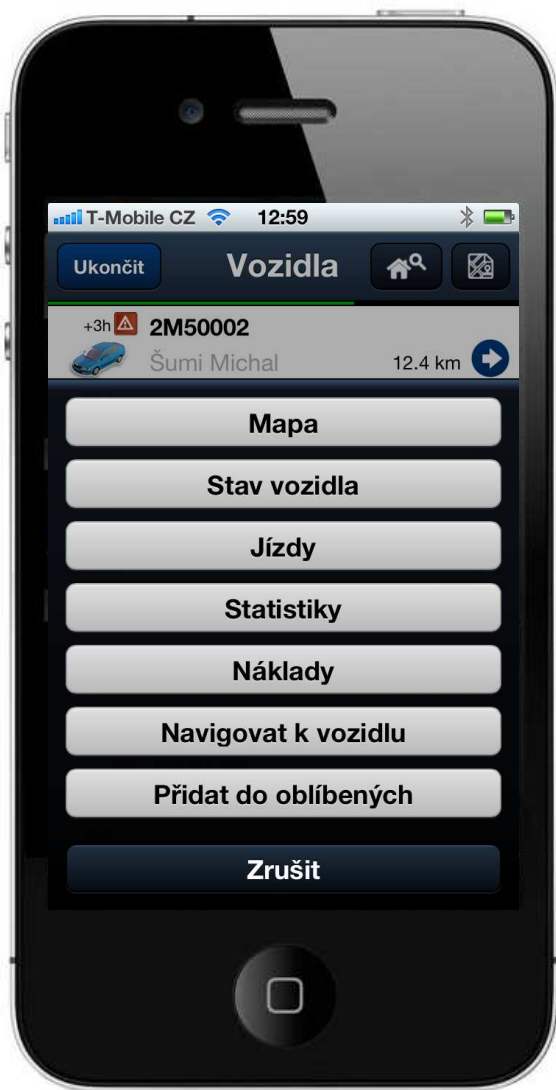 T-Mobile CZ 12:59
Ukončit Vozidla
+3h 2M50002
Šumi Michal 12.4 km
Mapa
Stav vozidla
Jízdy
Statistiky
Náklady
Navigovat k vozidlu
Přidat do oblíbených
Zrušit